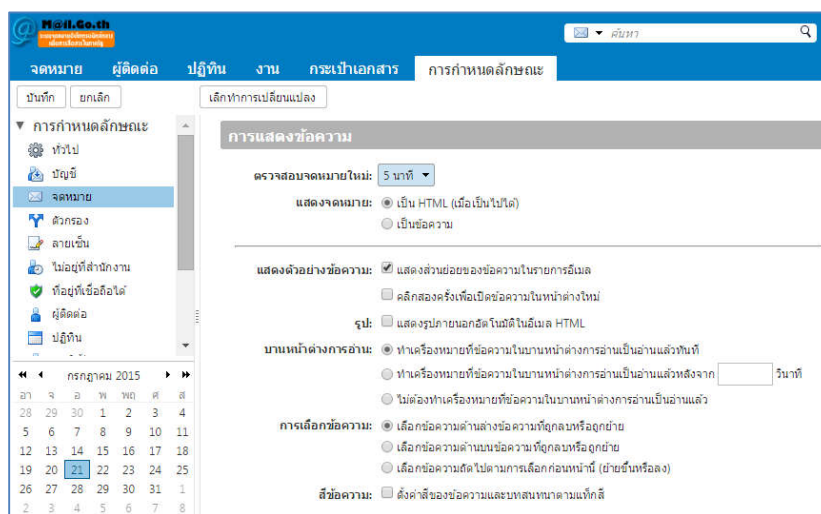 M@il.Go.th
ค้นหา
จดหมาย ผู้ติดต่อ ปฏิทิน งาน กระเป๋าเอกสาร การกำหนดลักษณะ
บันทึก ยกเลิก เลิกทำการเปลี่ยนแปลง
การกำหนดลักษณะ
ทั่วไป
บัญชี
จดหมาย
ตัวกรอง
ลายเซ็น
ไม่อยู่ที่สำนักงาน
ที่อยู่ที่เชื่อถือได้
ผู้ติดต่อ
ปฏิทิน
กรกฎาคม 2015
อา จ อ พ พฤ ศ ส
28 29 30 1 2 3 4
5 6 7 8 9 10 11
12 13 14 15 16 17 18
19 20 21 22 23 24 25
26 27 28 29 30 31 1
2 3 4 5 6 7 8
การแสดงข้อความ
ตรวจสอบจดหมายใหม่: 5 นาที
แสดงจดหมาย: เป็น HTML (เมื่อเป็นไปได้)
เป็นข้อความ
แสดงตัวอย่างข้อความ: แสดงส่วนย่อยของข้อความในรายการอีเมล
คลิกสองครั้งเพื่อเปิดข้อความในหน้าต่างใหม่
รูป: แสดงรูปภายนอกอัตโนมัติในอีเมล HTML
บานหน้าต่างการอ่าน: ทำเครื่องหมายที่ข้อความในบานหน้าต่างการอ่านเป็นอ่านแล้วทันที
ทำเครื่องหมายที่ข้อความในบานหน้าต่างการอ่านเป็นอ่านแล้วหลังจาก วินาที
ไม่ต้องทำเครื่องหมายที่ข้อความในบานหน้าต่างการอ่านเป็นอ่านแล้ว
การเลือกข้อความ: เลือกข้อความด้านล่างข้อความที่ถูกลบหรือถูกย้าย
เลือกข้อความด้านบนข้อความที่ถูกลบหรือถูกย้าย
เลือกข้อความถัดไปตามการเลือกก่อนหน้านี้ (ย้ายขึ้นหรือลง)
สีข้อความ: ตั้งค่าสีของข้อความและบทสนทนาตามแท็กสี